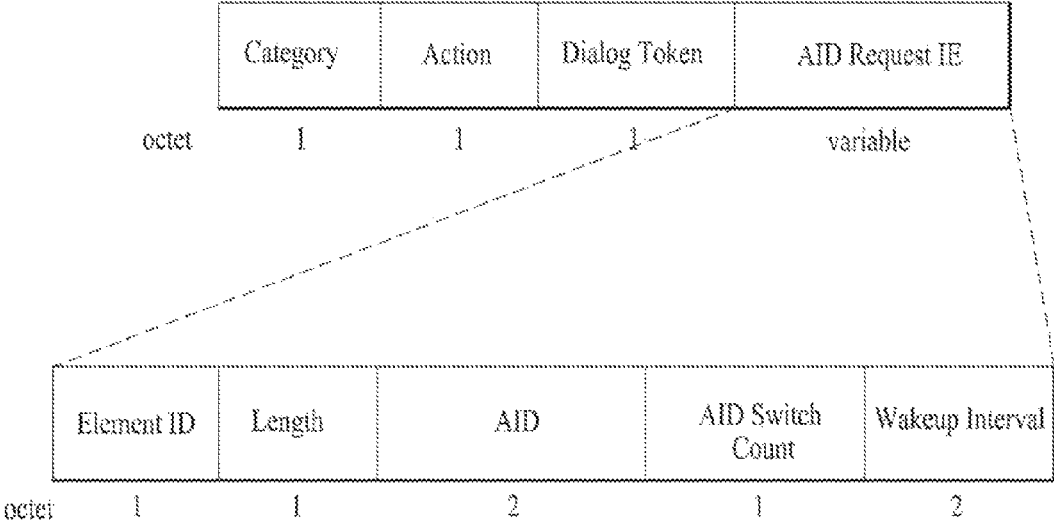 Category Action Dialog Token AID Request IE
octet 1 1 1 variable
Element ID Length AID AID Switch Count Wakeup Interval
octet 1 1 2 1 2